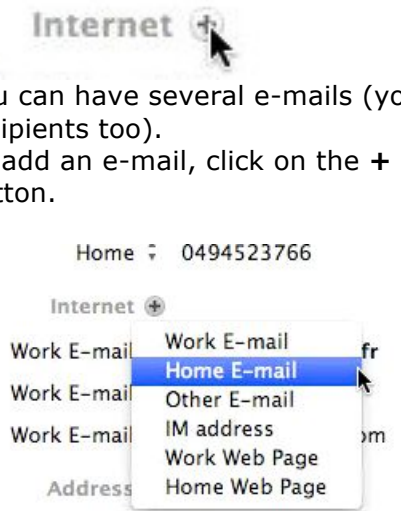 Internet
u can have several e-mails (yo
ipients too).
add an e-mail, click on the +
tton.
Home 0494523766
Internet
Work E-mail
Work E-mail fr
Home E-mail
Work E-mail
Other E-mail
Work E-mail
IM address om
Work Web Page
Address
Home Web Page